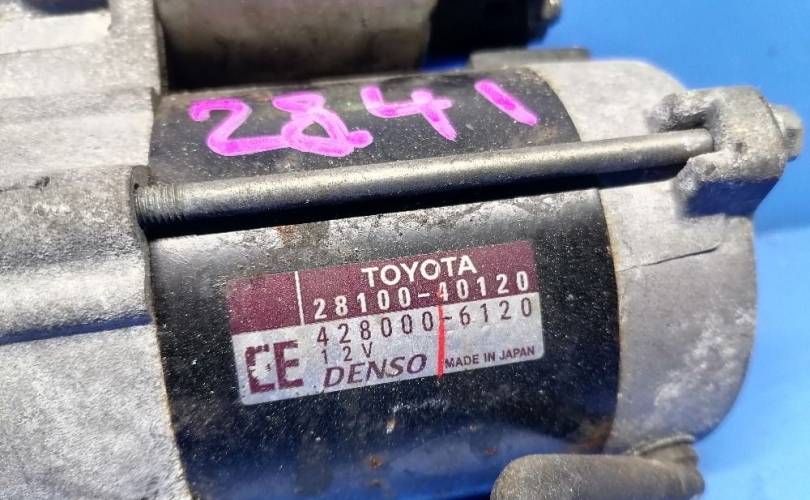 2841
TOYOTA
28100-40120
428000-6120
12V
CE
DENSO
MADE IN JAPAN